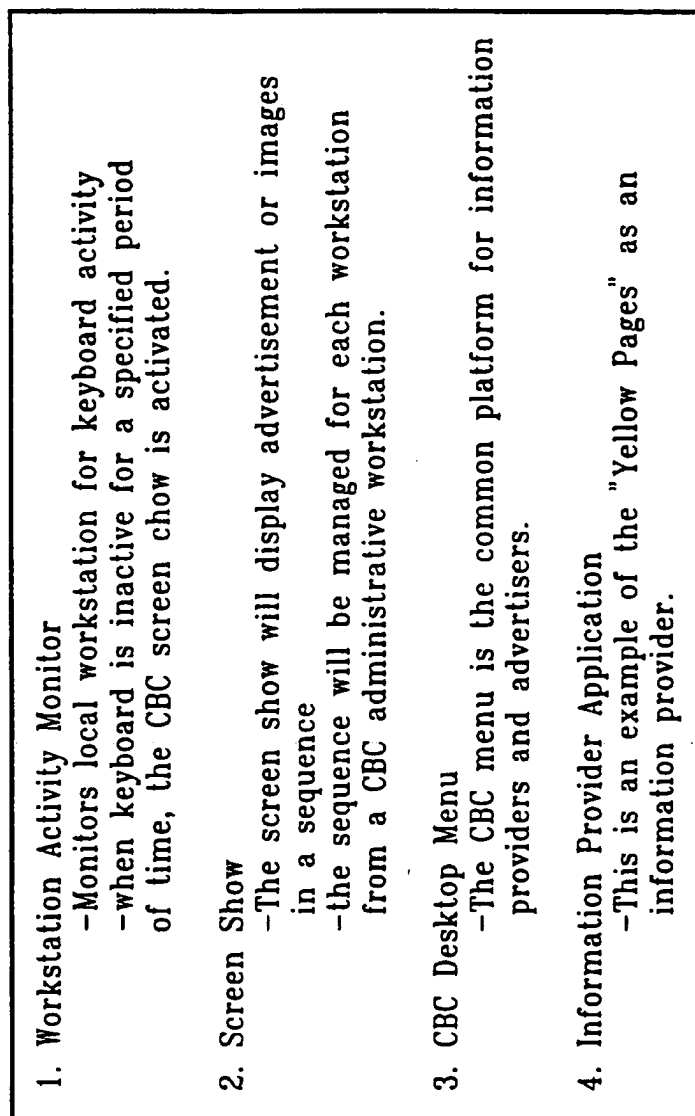 1. Workstation Activity Monitor
-Monitors local workstation for keyboard activity
-when keyboard is inactive for a specified period
of time, the CBC screen chow is activated.
2. Screen Show
-The screen show will display advertisement or images
in a sequence
-the sequence will be managed for each workstation
from a CBC administrative workstation.
3. CBC Desktop Menu
-The CBC menu is the common platform for information
providers and advertisers.
4. Information Provider Application
-This is an example of the "Yellow Pages" as an
information provider.